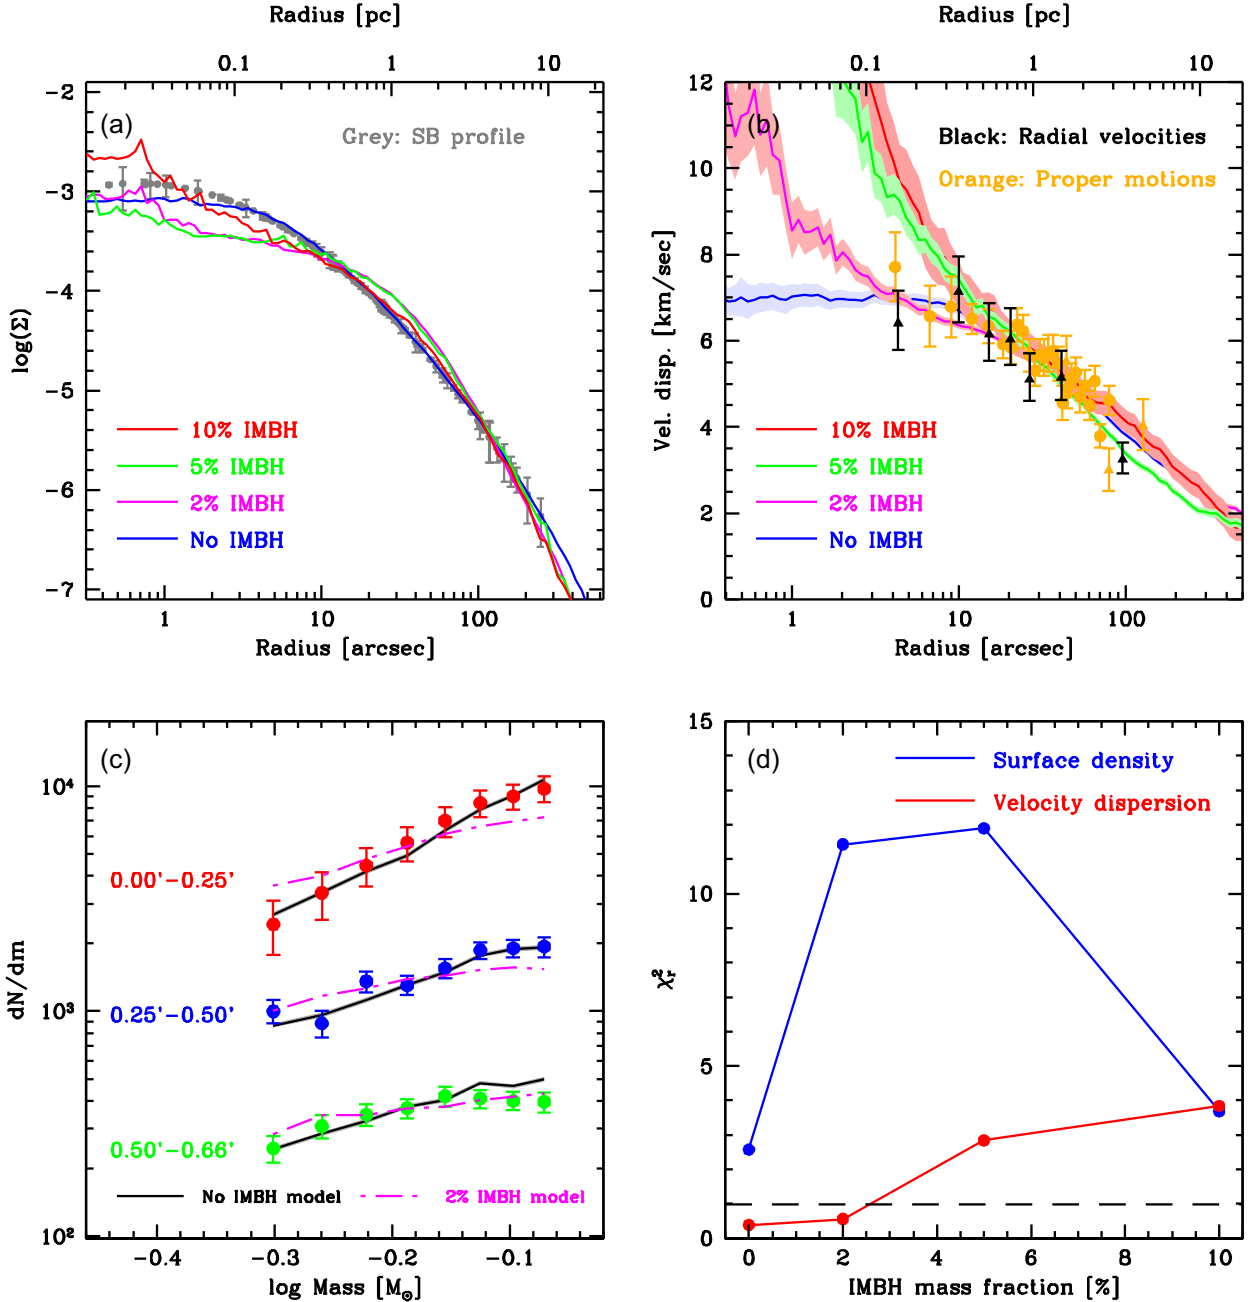 Radius [pc]
0.1 1 10
(a)
Grey: SB profile
-2
-3
-4
-5
-6
-7
log(Σ)
10% IMBH
5% IMBH
2% IMBH
No IMBH
1 10 100
Radius [arcsec]
Radius [pc]
0.1 1 10
(b)
Black: Radial velocities
Orange: Proper motions
12
10
8
6
4
2
0
Vel. disp. [km/sec]
10% IMBH
5% IMBH
2% IMBH
No IMBH
1 10 100
Radius [arcsec]
(c)
10⁴
10³
10²
dN/dm
0.00'-0.25'
0.25'-0.50'
0.50'-0.66'
No IMBH model
2% IMBH model
-0.4 -0.3 -0.2 -0.1
log Mass [M⊙]
(d)
Surface density
Velocity dispersion
15
10
5
0
χ²ᵣ
0 2 4 6 8 10
IMBH mass fraction [%]